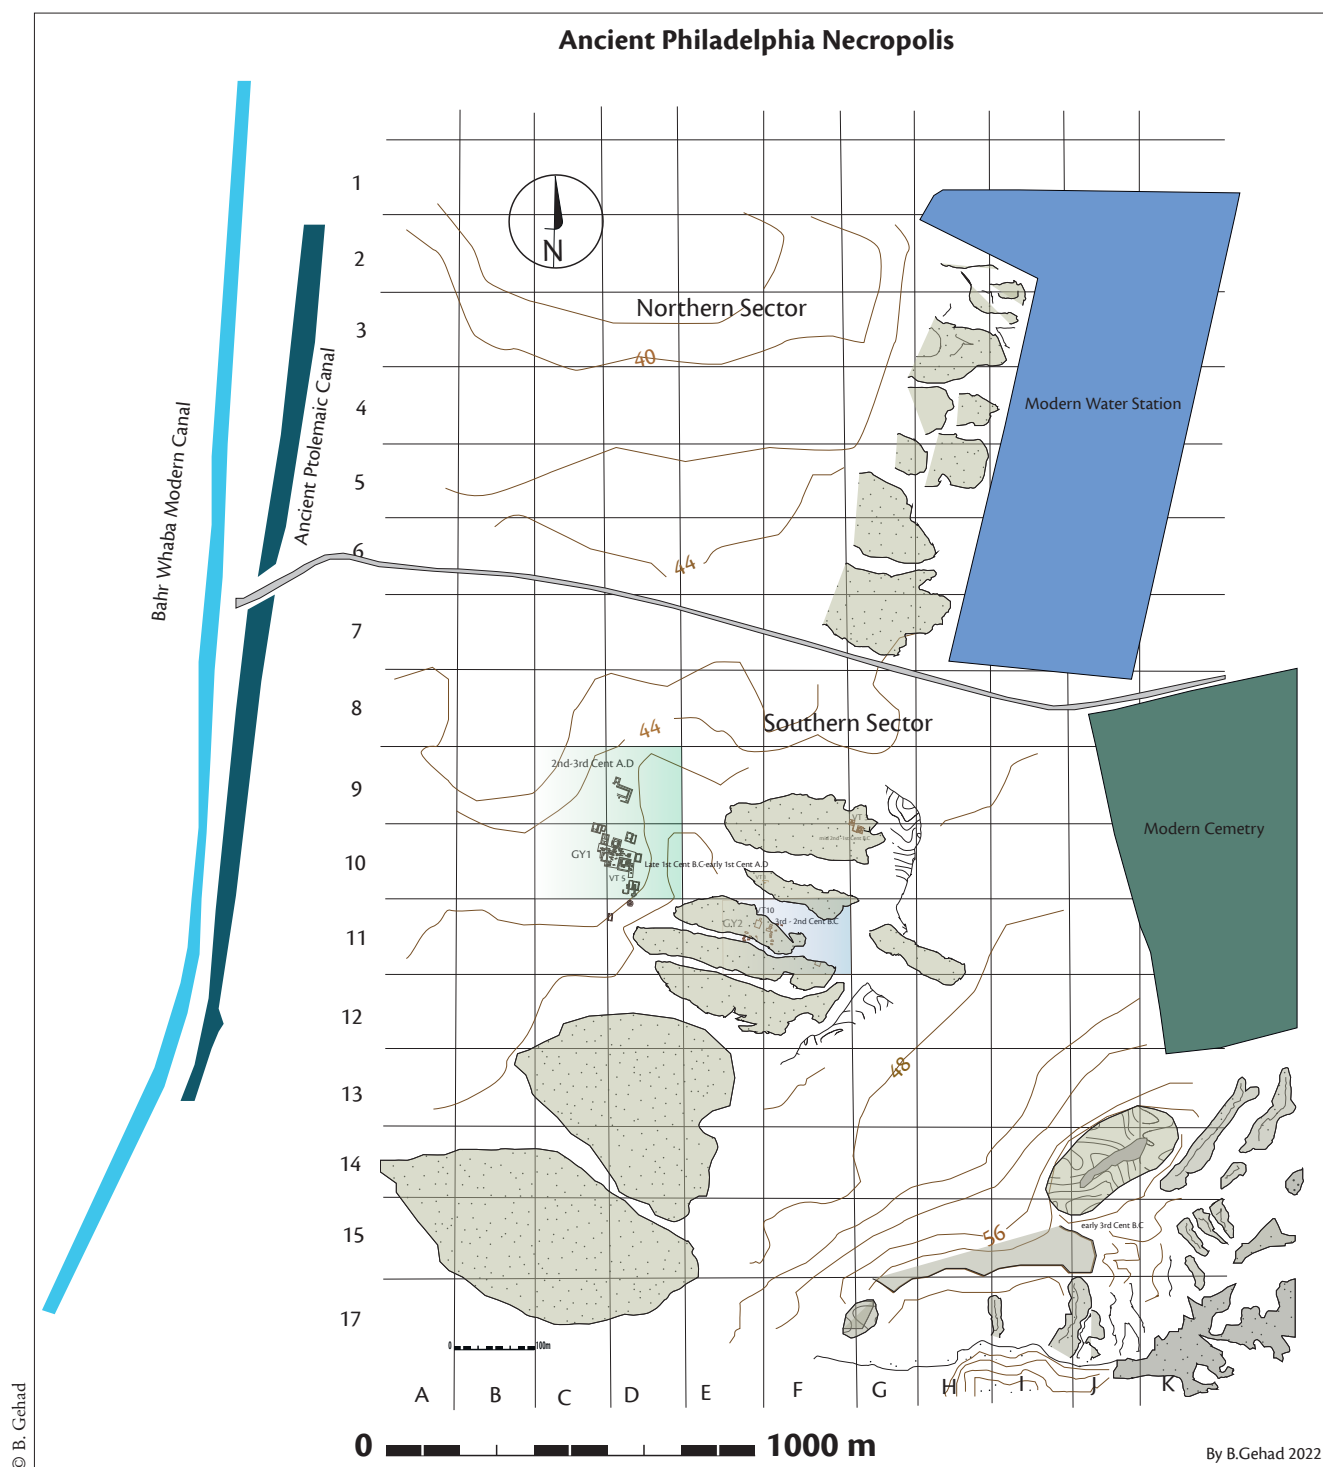 Ancient Philadelphia Necropolis
1
N
2
Northern Sector
3
40
4
Modern Water Station
Bahr Whaba Modern Canal
Ancient Ptolemaic Canal
5
6
44
7
8
Southern Sector
44
2nd-3rd Cent A.D
9
Modern Cemetry
10
GY1
Late 1st Cent B.C-early 1st Cent A.D
VT 5
VT10
3rd - 2nd Cent B.C
GY2
11
12
48
13
14
early 3rd Cent B.C
15
56
17
0 100m
A B C D E F G H I J K
0 1000 m
© B. Gehad
By B.Gehad 2022